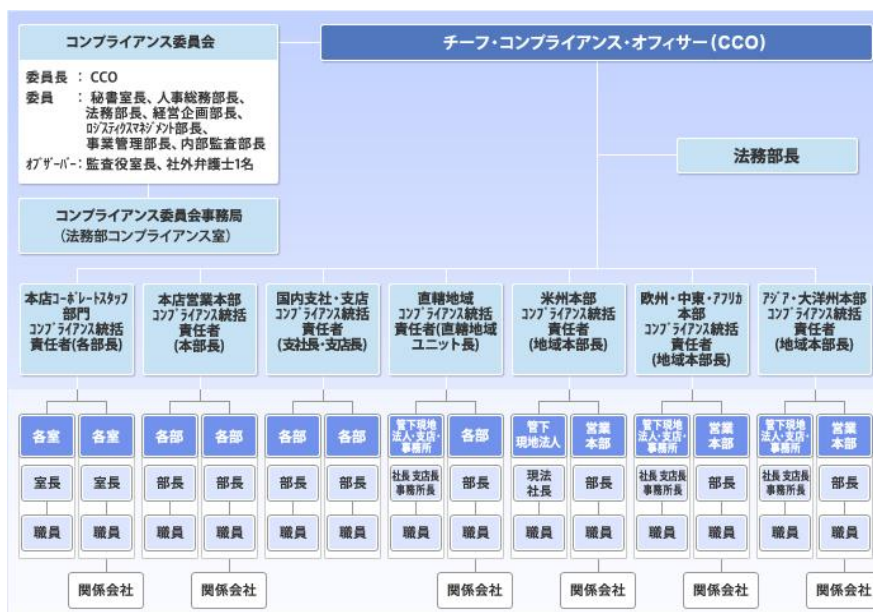 コンプライアンス委員会
チーフ・コンプライアンス・オフィサー(CCO)
委員長 : CCO
委員 : 秘書室長、人事総務部長、
法務部長、経営企画部長、
ﾛｼﾞｽﾃｨｸｽﾏﾈｼﾞﾒﾝﾄ部長、
事業管理部長、内部監査部長
ｵﾌﾞｻﾞｰﾊﾞｰ:監査役室長、社外弁護士1名
法務部長
コンプライアンス委員会事務局
(法務部コンプライアンス室)
本店ｺｰﾎﾟﾚｰﾄｽﾀｯﾌ
部門
ｺﾝﾌﾟﾗｲｱﾝｽ統括
責任者(各部長)
本店営業本部
ｺﾝﾌﾟﾗｲｱﾝｽ統括
責任者
(本部長)
国内支社・支店
ｺﾝﾌﾟﾗｲｱﾝｽ統括
責任者
(支社長・支店長)
直轄地域
ｺﾝﾌﾟﾗｲｱﾝｽ統括
責任者(直轄地域
ユニット長)
米州本部
ｺﾝﾌﾟﾗｲｱﾝｽ統括
責任者
(地域本部長)
欧州・中東・ｱﾌﾘｶ
本部
ｺﾝﾌﾟﾗｲｱﾝｽ統括
責任者
(地域本部長)
ｱｼﾞｱ・大洋州本部
ｺﾝﾌﾟﾗｲｱﾝｽ統括
責任者
(地域本部長)
各室
各室
各部
各部
各部
各部
管下現地
法人・支店・
事務所
各部
管下
現地法人
営業
本部
管下現地
法人・支店・
事務所
営業
本部
管下現地
法人・支店・
事務所
営業
本部
室長
室長
部長
部長
部長
部長
社長 支店長
事務所長
部長
現法
社長
部長
社長 支店長
事務所長
部長
社長 支店長
事務所長
部長
職員
職員
職員
職員
職員
職員
職員
職員
職員
職員
職員
職員
職員
職員
関係会社
関係会社
関係会社
関係会社
関係会社
関係会社